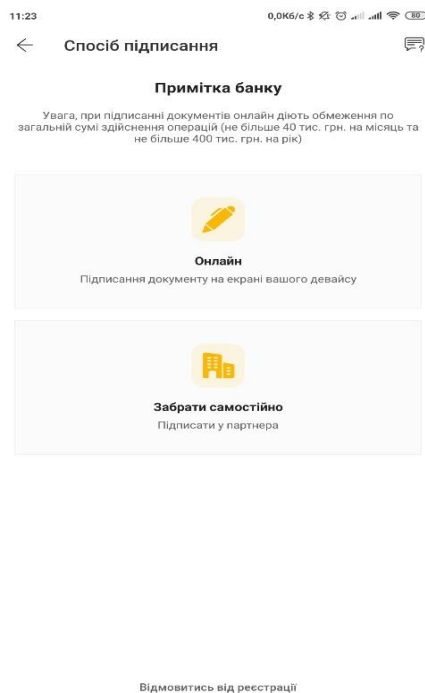 11:23
0,0Кб/с
80
Спосіб підписання
Примітка банку
Увага, при підписанні документів онлайн діють обмеження по
загальній сумі здійснення операцій (не більше 40 тис. грн. на місяць та
не більше 400 тис. грн. на рік)
Онлайн
Підписання документу на екрані вашого девайсу
Забрати самостійно
Підписати у партнера
Відмовитись від реєстрації